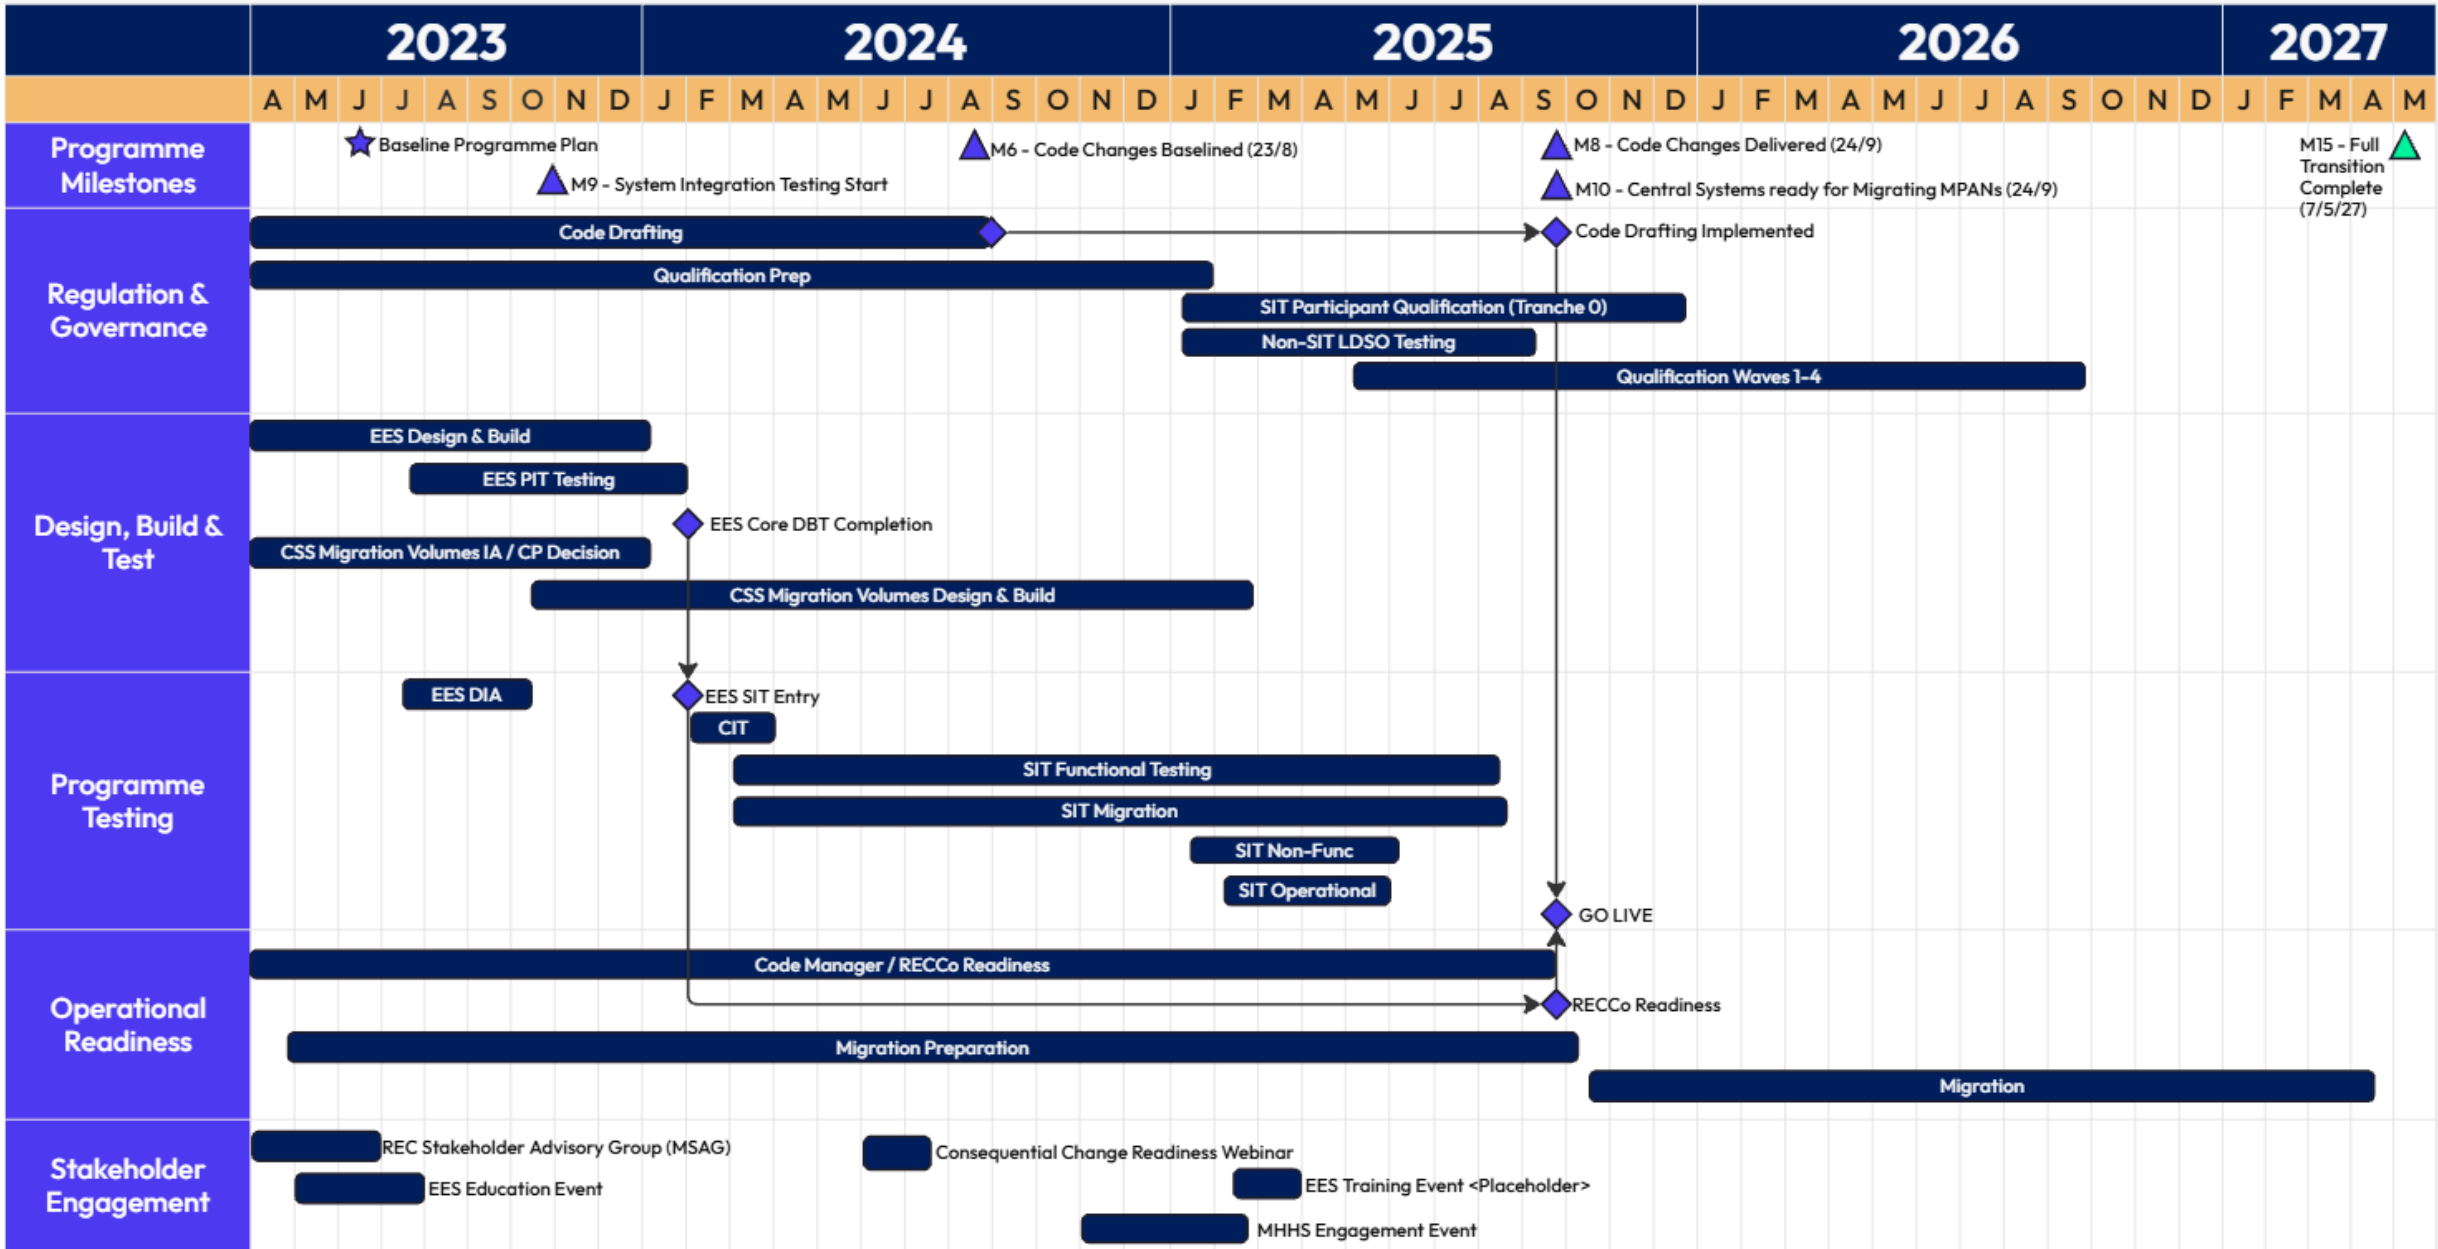 2023 2024 2025 2026 2027
A M J J A S O N D J F M A M J J A S O N D J F M A M J J A S O N D J F M A M J J A S O N D J F M A M
Programme
Milestones
Baseline Programme Plan
M9 - System Integration Testing Start
M6 - Code Changes Baselined (23/8)
M8 - Code Changes Delivered (24/9)
M10 - Central Systems ready for Migrating MPANs (24/9)
M15 - Full
Transition
Complete
(7/5/27)
Regulation &
Governance
Code Drafting
Code Drafting Implemented
Qualification Prep
SIT Participant Qualification (Tranche 0)
Non-SIT LDSO Testing
Qualification Waves 1-4
Design, Build &
Test
EES Design & Build
EES PIT Testing
EES Core DBT Completion
CSS Migration Volumes IA / CP Decision
CSS Migration Volumes Design & Build
Programme
Testing
EES DIA
EES SIT Entry
CIT
SIT Functional Testing
SIT Migration
SIT Non-Func
SIT Operational
GO LIVE
Operational
Readiness
Code Manager / RECCo Readiness
RECCo Readiness
Migration Preparation
Migration
Stakeholder
Engagement
REC Stakeholder Advisory Group (MSAG)
EES Education Event
Consequential Change Readiness Webinar
EES Training Event <Placeholder>
MHHS Engagement Event